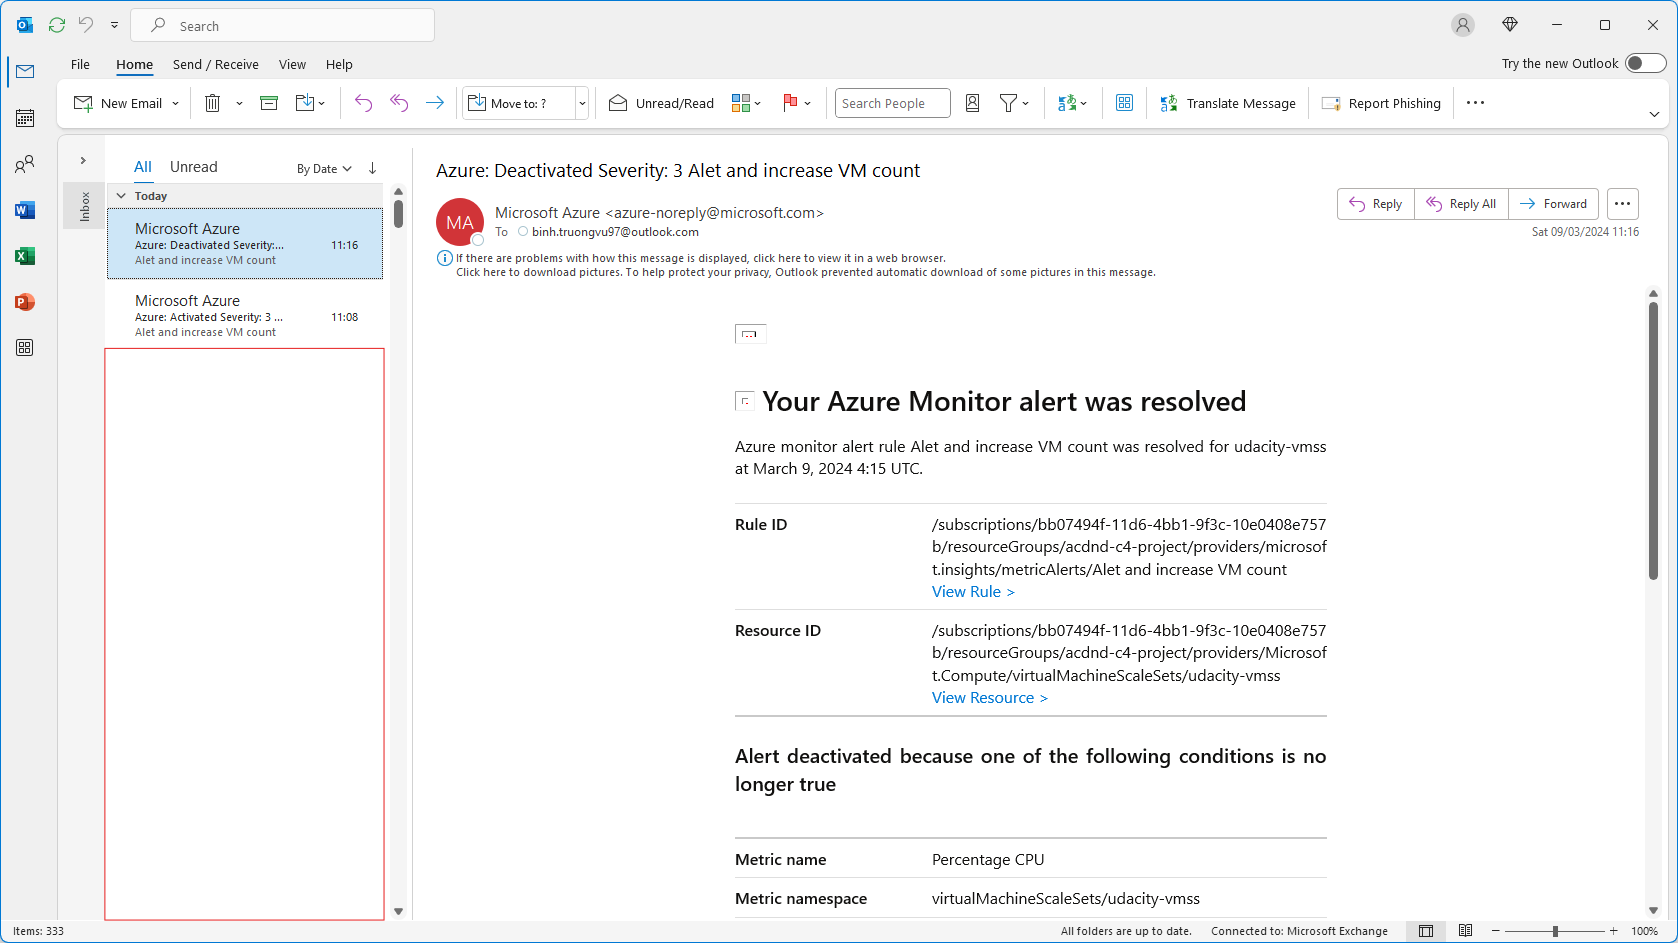 Search
File Home Send / Receive View Help
Try the new Outlook
New Email
Move to: ?
Unread/Read
Search People
Translate Message
Report Phishing
All Unread
By Date
Inbox
Today
Microsoft Azure
Azure: Deactivated Severity:... 11:16
Alet and increase VM count
Microsoft Azure
Azure: Activated Severity: 3 ... 11:08
Alet and increase VM count
Azure: Deactivated Severity: 3 Alet and increase VM count
MA
Microsoft Azure <azure-noreply@microsoft.com>
To binh.truongvu97@outlook.com
Reply Reply All Forward
Sat 09/03/2024 11:16
If there are problems with how this message is displayed, click here to view it in a web browser.
Click here to download pictures. To help protect your privacy, Outlook prevented automatic download of some pictures in this message.
Your Azure Monitor alert was resolved
Azure monitor alert rule Alet and increase VM count was resolved for udacity-vmss
at March 9, 2024 4:15 UTC.
Rule ID
/subscriptions/bb07494f-11d6-4bb1-9f3c-10e0408e757
b/resourceGroups/acdnd-c4-project/providers/microsof
t.insights/metricAlerts/Alet and increase VM count
View Rule >
Resource ID
/subscriptions/bb07494f-11d6-4bb1-9f3c-10e0408e757
b/resourceGroups/acdnd-c4-project/providers/Microsof
t.Compute/virtualMachineScaleSets/udacity-vmss
View Resource >
Alert deactivated because one of the following conditions is no
longer true
Metric name Percentage CPU
Metric namespace virtualMachineScaleSets/udacity-vmss
Items: 333
All folders are up to date. Connected to: Microsoft Exchange
100%